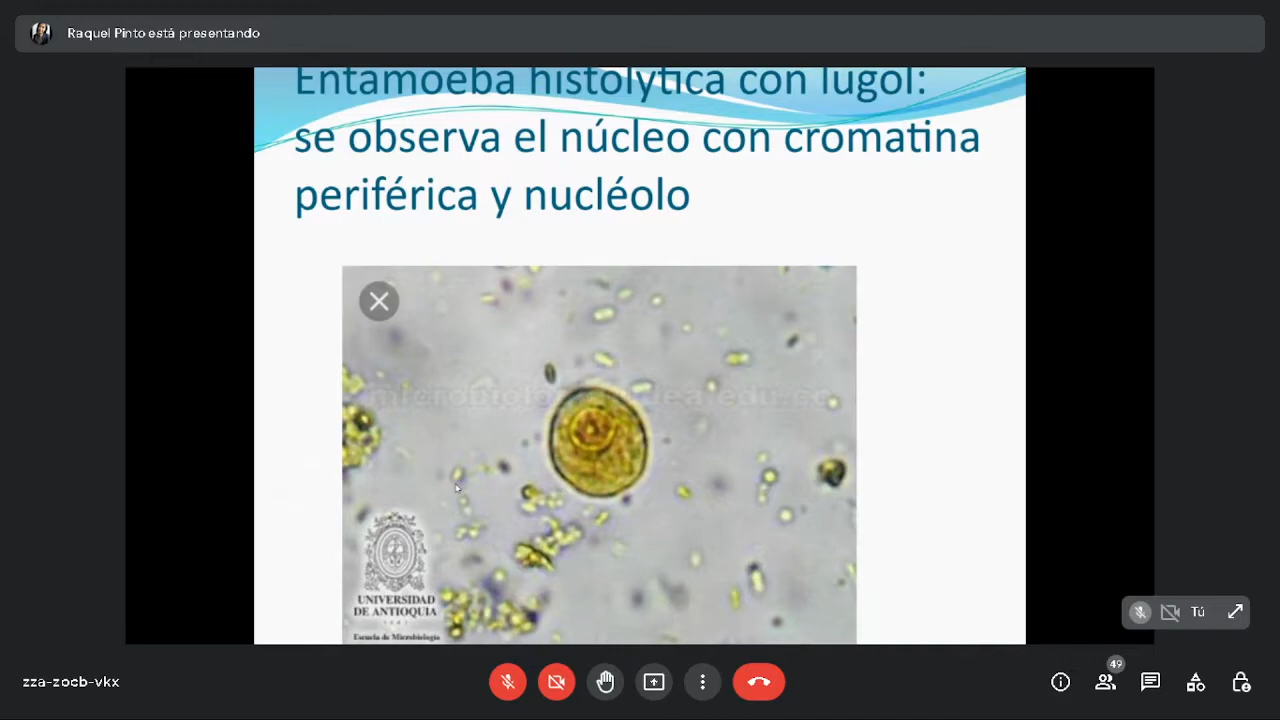 Raquel Pinto está presentando
Entamoeba histolytica con lugol:
se observa el núcleo con cromatina
periférica y nucléolo
UNIVERSIDAD
DE ANTIOQUIA
Escuela de Microbiología
Tú
zza-zocb-vkx
49